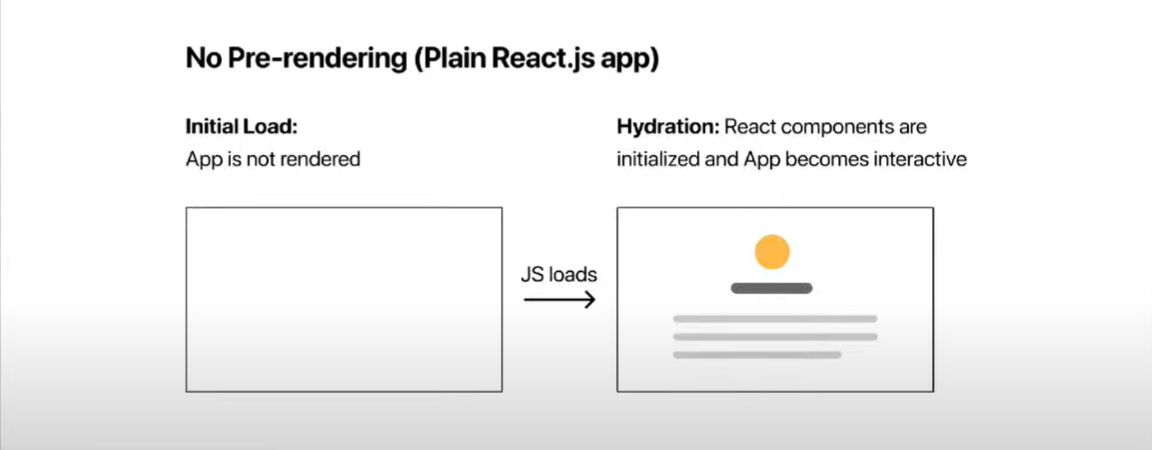 No Pre-rendering (Plain React.js app)
Initial Load:
App is not rendered
Hydration: React components are
initialized and App becomes interactive
JS loads